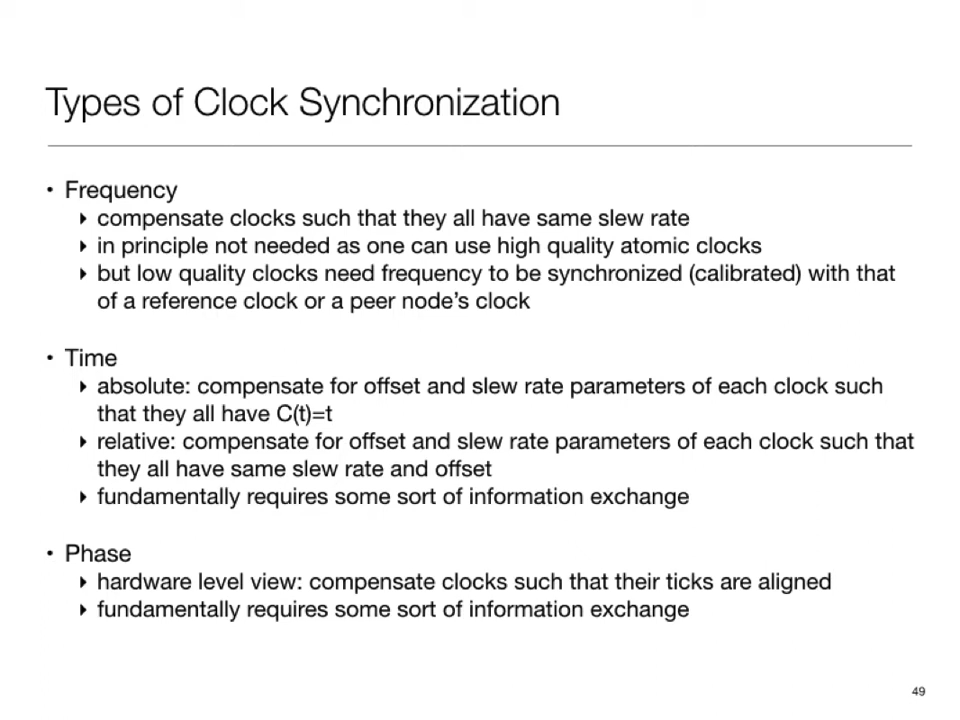 Types of Clock Synchronization
• Frequency
‣ compensate clocks such that they all have same slew rate
‣ in principle not needed as one can use high quality atomic clocks
‣ but low quality clocks need frequency to be synchronized (calibrated) with that
of a reference clock or a peer node’s clock
• Time
‣ absolute: compensate for offset and slew rate parameters of each clock such
that they all have C(t)=t
‣ relative: compensate for offset and slew rate parameters of each clock such that
they all have same slew rate and offset
‣ fundamentally requires some sort of information exchange
• Phase
‣ hardware level view: compensate clocks such that their ticks are aligned
‣ fundamentally requires some sort of information exchange
49